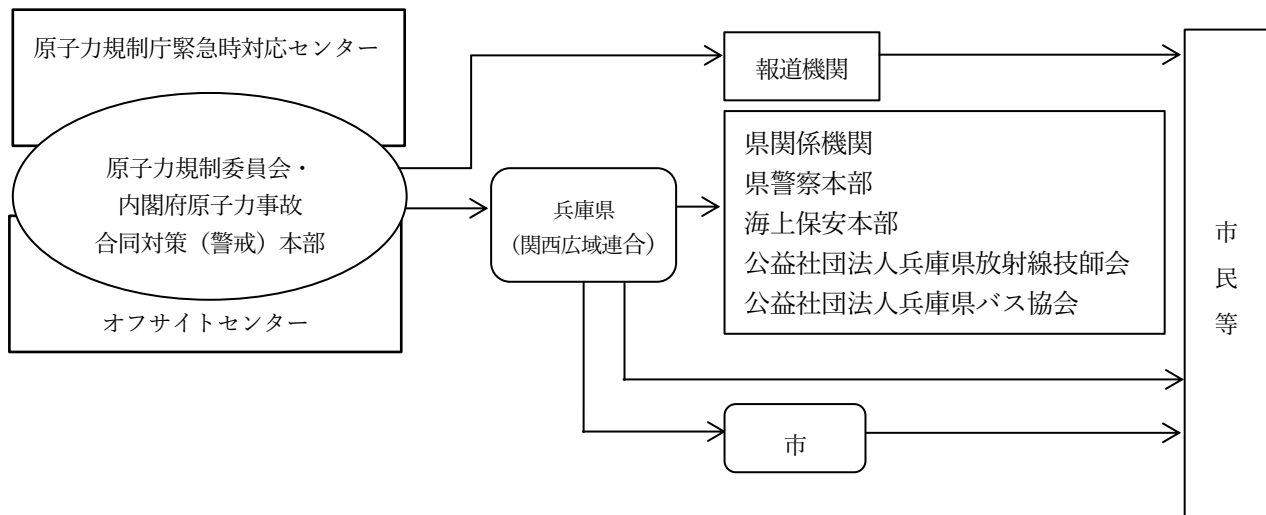 原子力規制庁緊急時対応センター
原子力規制委員会・
内閣府原子力事故
合同対策（警戒）本部
オフサイトセンター
兵庫県
（関西広域連合）
報道機関
県関係機関
県警察本部
海上保安本部
公益社団法人兵庫県放射線技師会
公益社団法人兵庫県バス協会
市
市
民
等